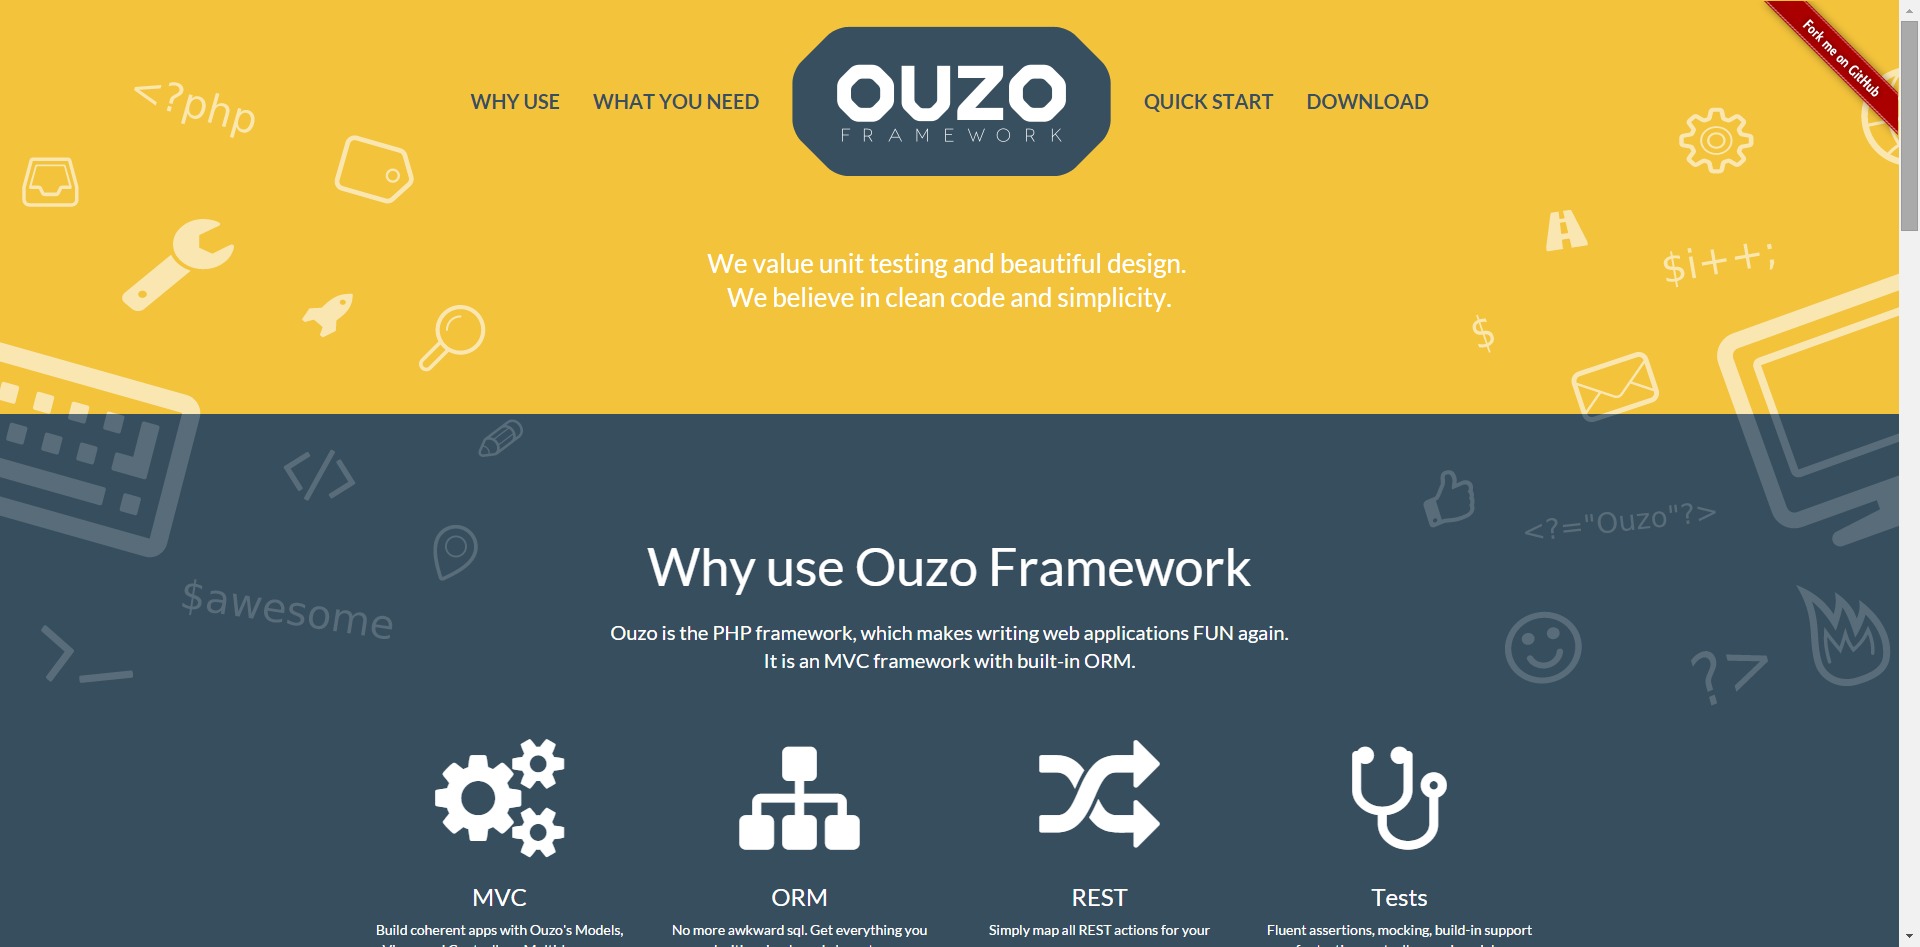 Fork me on GitHub
WHY USE
WHAT YOU NEED
OUZO
FRAMEWORK
QUICK START
DOWNLOAD
<?php
$i++;
$
We value unit testing and beautiful design.
We believe in clean code and simplicity.
</>
<?="Ouzo"?>
$awesome
>_
?>
Why use Ouzo Framework
Ouzo is the PHP framework, which makes writing web applications FUN again.
It is an MVC framework with built-in ORM.
MVC
ORM
REST
Tests
Build coherent apps with Ouzo's Models,
No more awkward sql. Get everything you
Simply map all REST actions for your
Fluent assertions, mocking, build-in support